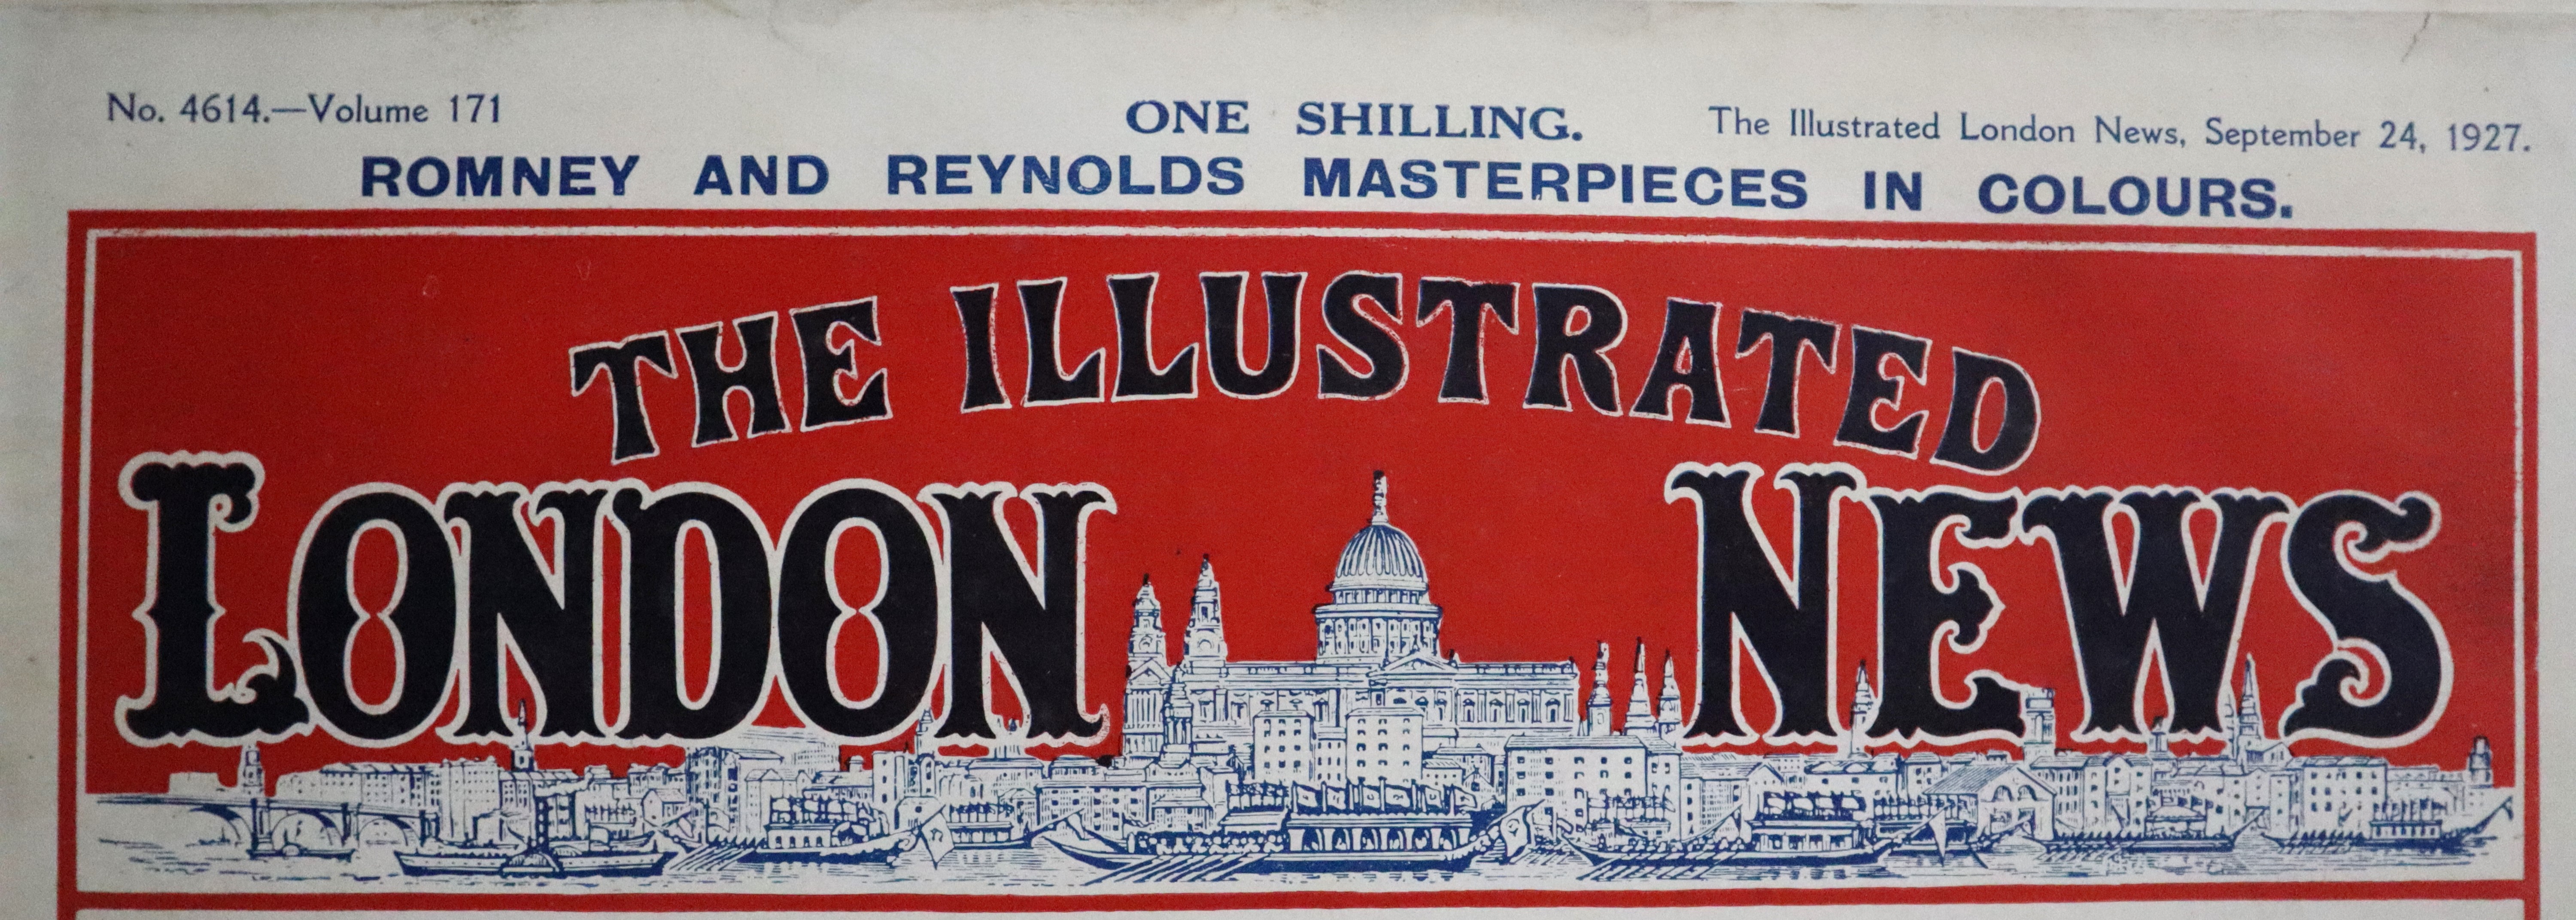 No. 4614.—Volume 171 ONE SHILLING. The Illustrated London News, September 24, 1927.
ROMNEY AND REYNOLDS MASTERPIECES IN COLOURS.
THE ILLUSTRATED
LONDON NEWS